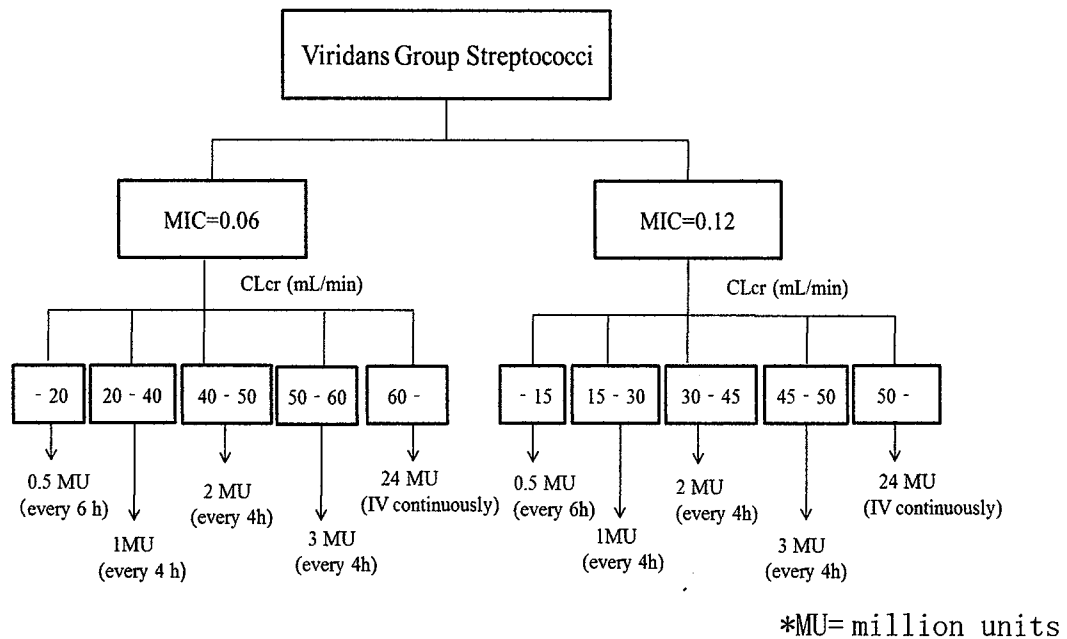 Viridans Group Streptococci
MIC=0.06
MIC=0.12
CLcr (mL/min)
CLcr (mL/min)
- 20
20 - 40
40 - 50
50 - 60
60 -
- 15
15 - 30
30 - 45
45 - 50
50 -
0.5 MU
(every 6 h)
1MU
(every 4 h)
2 MU
(every 4h)
3 MU
(every 4h)
24 MU
(IV continuously)
0.5 MU
(every 6h)
1MU
(every 4h)
2 MU
(every 4h)
3 MU
(every 4h)
24 MU
(IV continuously)
*MU= million units